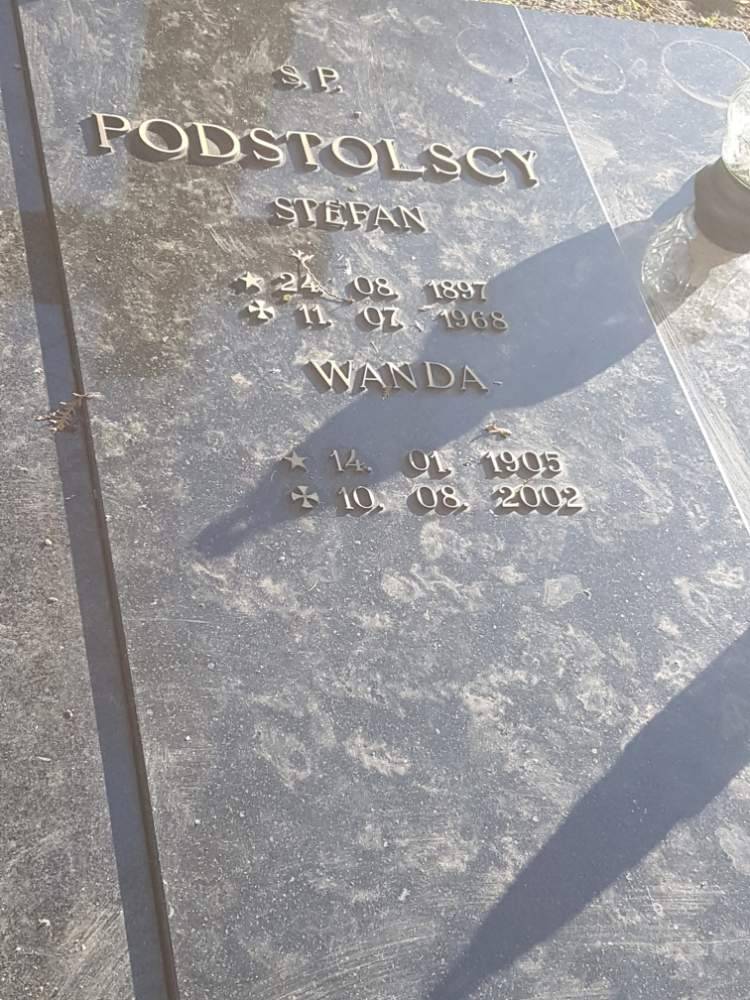 S.P.
PODSTOLSCY
STEFAN
★ 24. 08. 1897
✠ 11. 07. 1968
WANDA
★ 14. 01. 1905
✠ 10. 08. 2002